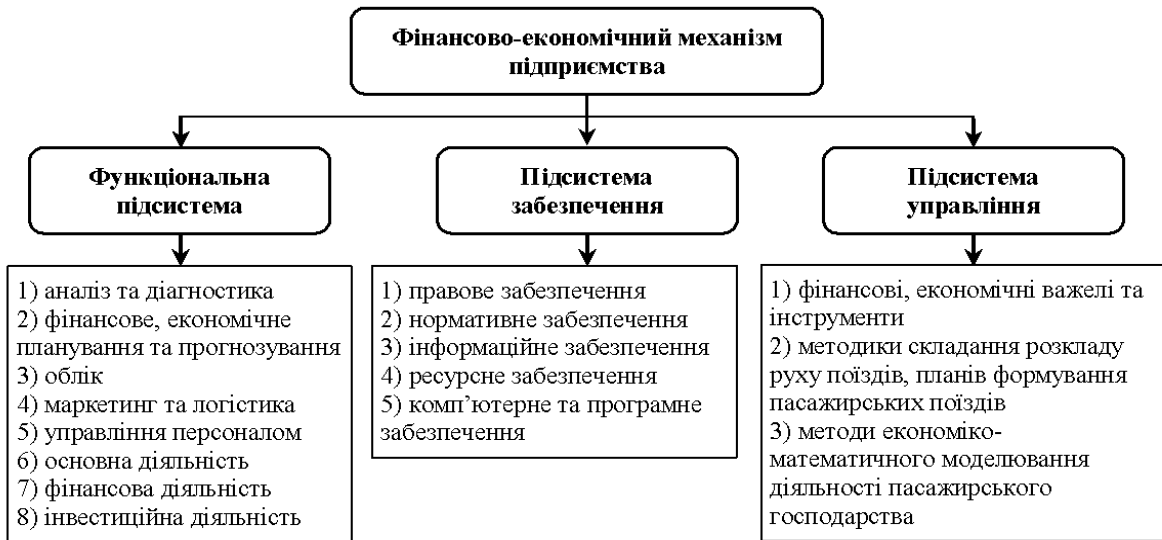 Фінансово-економічний механізм
підприємства
Функціональна
підсистема
Підсистема
забезпечення
Підсистема
управління
1) аналіз та діагностика
2) фінансове, економічне
планування та прогнозування
3) облік
4) маркетинг та логістика
5) управління персоналом
6) основна діяльність
7) фінансова діяльність
8) інвестиційна діяльність
1) правове забезпечення
2) нормативне забезпечення
3) інформаційне забезпечення
4) ресурсне забезпечення
5) комп’ютерне та програмне
забезпечення
1) фінансові, економічні важелі та
інструменти
2) методики складання розкладу
руху поїздів, планів формування
пасажирських поїздів
3) методи економіко-
математичного моделювання
діяльності пасажирського
господарства